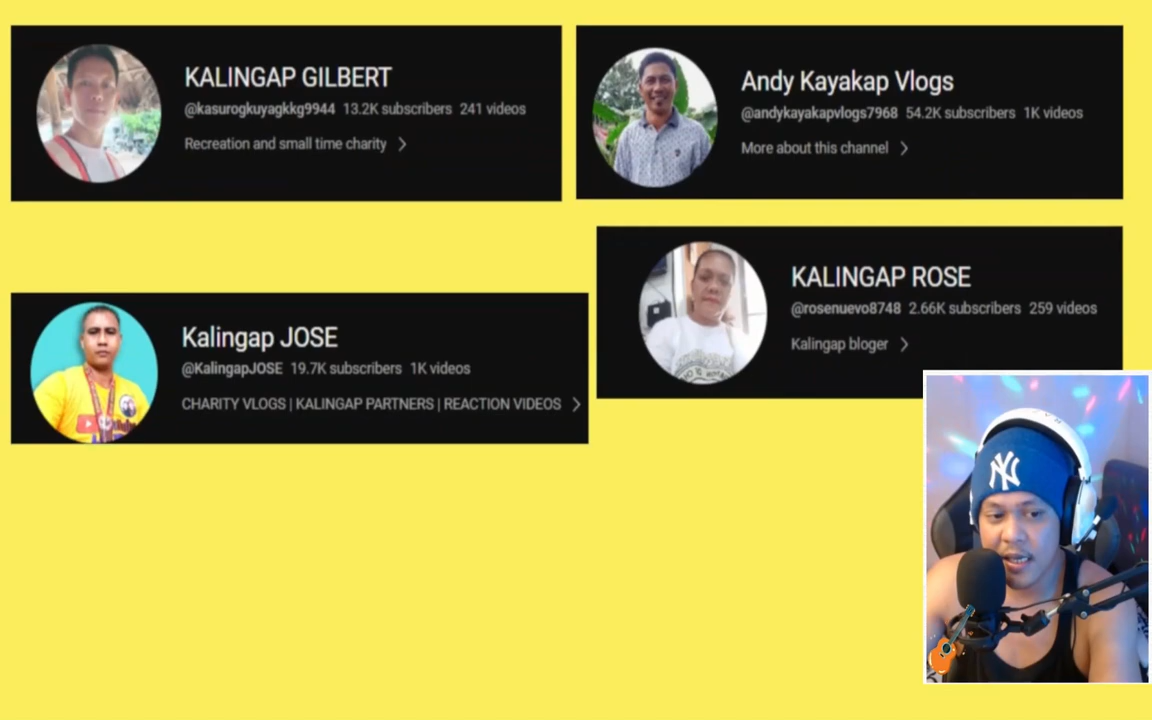 KALINGAP GILBERT
@kasurogkuyagkkg9944 13.2K subscribers 241 videos
Recreation and small time charity
Andy Kayakap Vlogs
@andykayakapvlogs7968 54.2K subscribers 1K videos
More about this channel
KALINGAP ROSE
@rosenuevo8748 2.66K subscribers 259 videos
Kalingap bloger
Kalingap JOSE
@KalingapJOSE 19.7K subscribers 1K videos
CHARITY VLOGS | KALINGAP PARTNERS | REACTION VIDEOS
NY